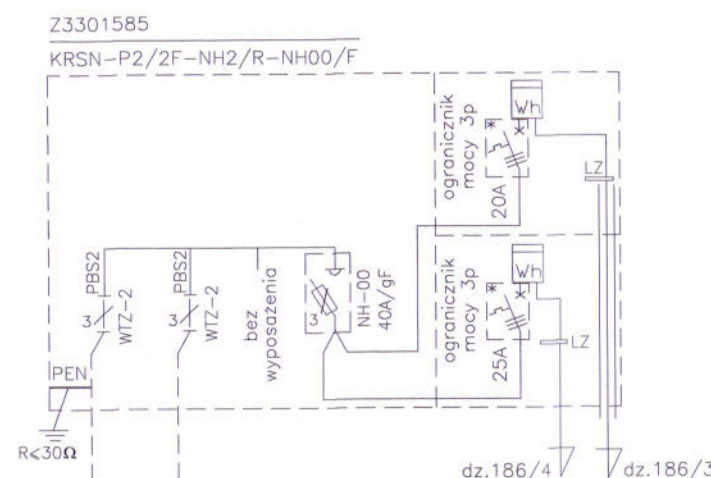 Z3301585
KRSN-P2/2F-NH2/R-NH00/F
ogranicznik
mocy 3p
20A
*
Wh
LZ
PBS2
3
WTZ-2
PBS2
3
WTZ-2
bez
wyposażenia
3
NH-00
40A/gF
ogranicznik
mocy 3p
25A
*
Wh
LZ
PEN
R≤30Ω
dz.186/4
dz.186/3